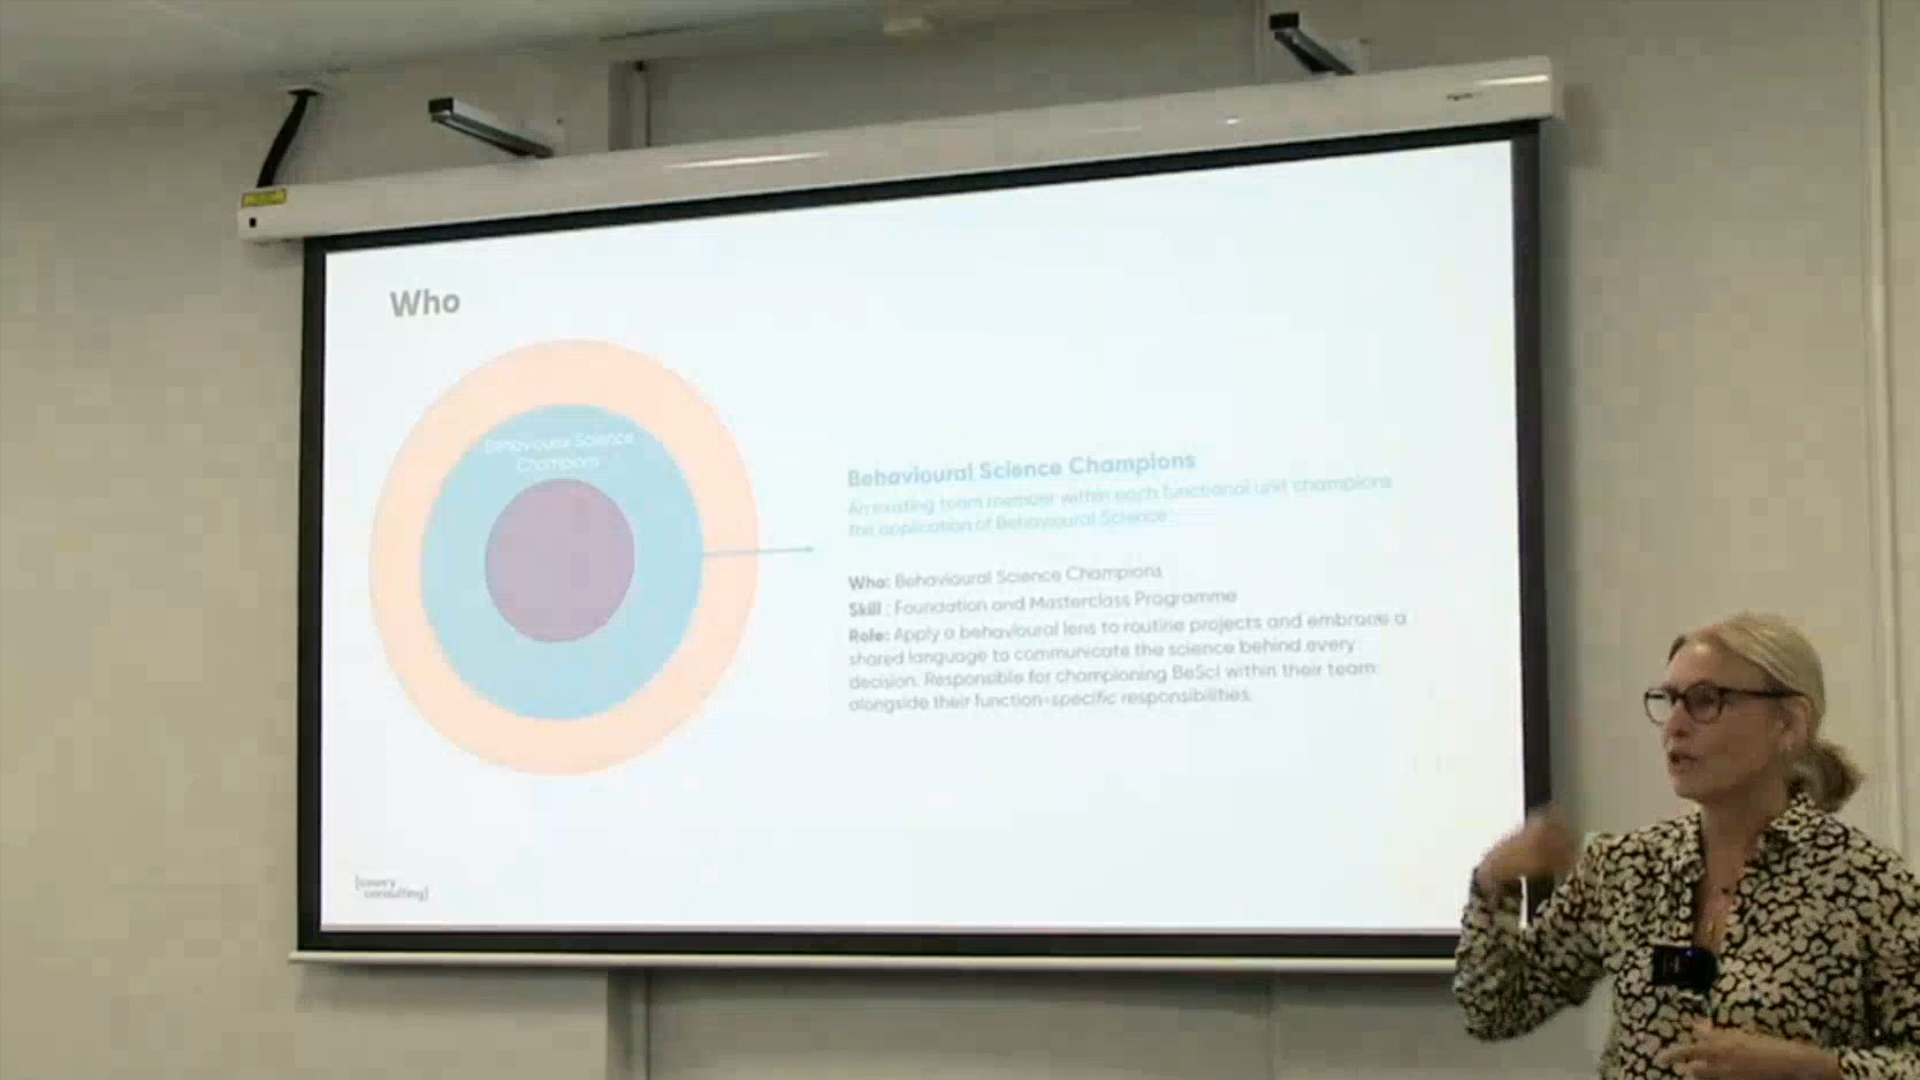 Who
Behavioural Science
Champions
Behavioural Science Champions
An existing team member within each functional unit champions
the application of Behavioural Science
Who: Behavioural Science Champions
Skill : Foundation and Masterclass Programme
Role: Apply a behavioural lens to routine projects and embrace a
shared language to communicate the science behind every
decision. Responsible for championing BeSci within their team
alongside their function-specific responsibilities.
consulting]